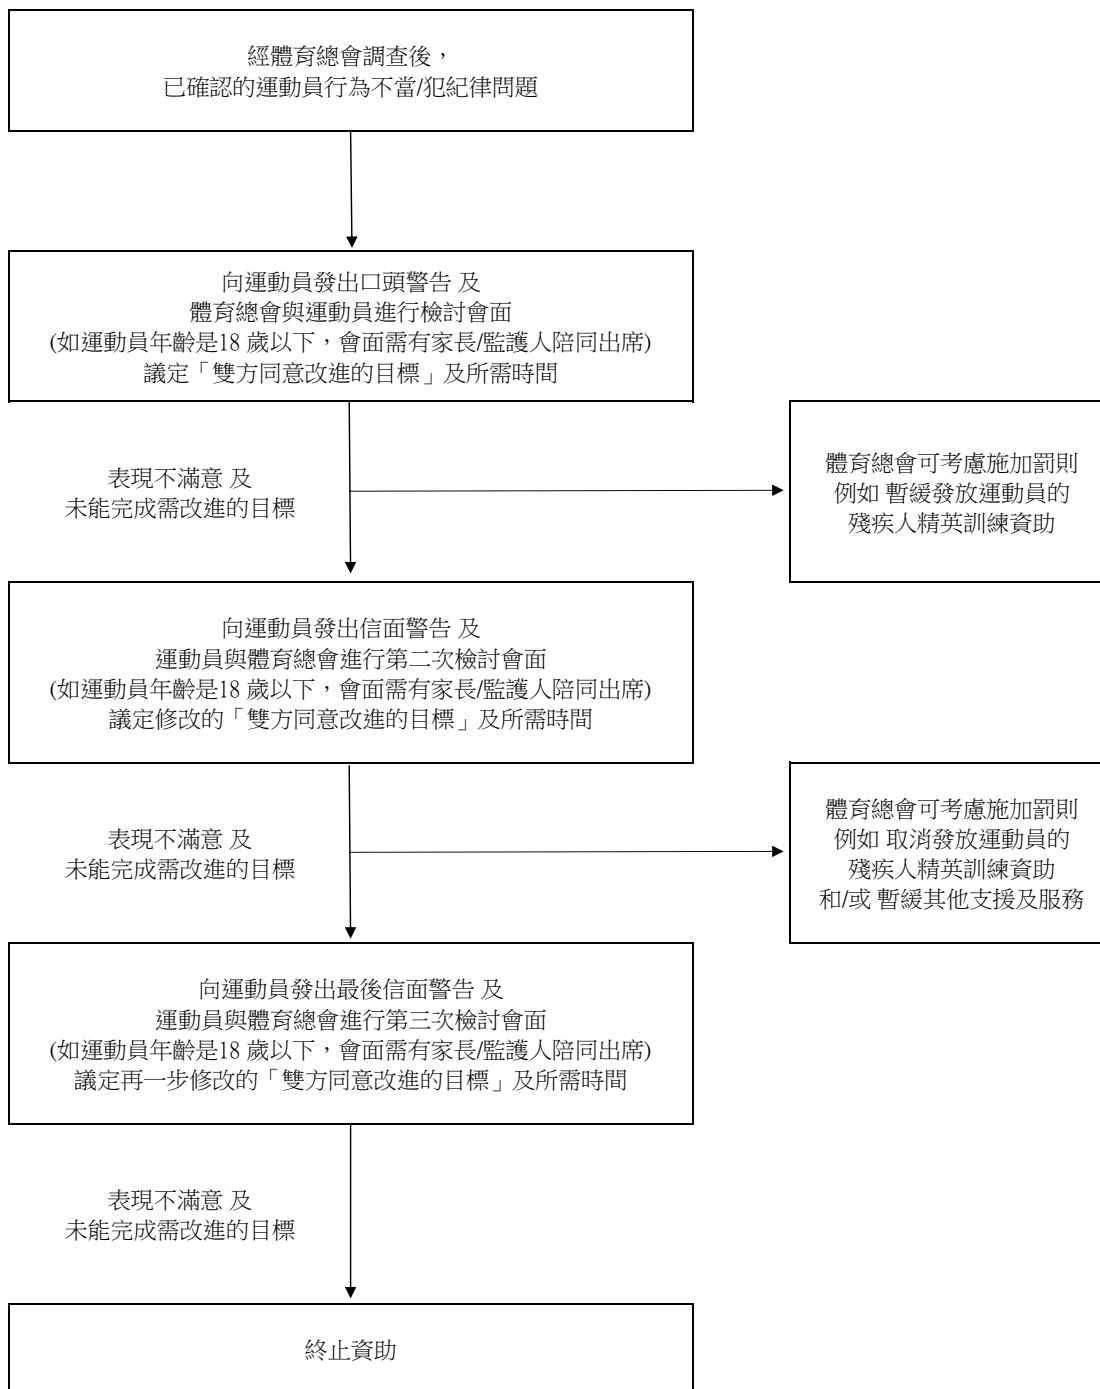 經體育總會調查後，
已確認的運動員行為不當/犯紀律問題
向運動員發出口頭警告 及
體育總會與運動員進行檢討會面
(如運動員年齡是18 歲以下，會面需有家長/監護人陪同出席)
議定「雙方同意改進的目標」及所需時間
表現不滿意 及
未能完成需改進的目標
體育總會可考慮施加罰則
例如 暫緩發放運動員的
殘疾人精英訓練資助
向運動員發出信面警告 及
運動員與體育總會進行第二次檢討會面
(如運動員年齡是18 歲以下，會面需有家長/監護人陪同出席)
議定修改的「雙方同意改進的目標」及所需時間
表現不滿意 及
未能完成需改進的目標
體育總會可考慮施加罰則
例如 取消發放運動員的
殘疾人精英訓練資助
和/或 暫緩其他支援及服務
向運動員發出最後信面警告 及
運動員與體育總會進行第三次檢討會面
(如運動員年齡是18 歲以下，會面需有家長/監護人陪同出席)
議定再一步修改的「雙方同意改進的目標」及所需時間
表現不滿意 及
未能完成需改進的目標
終止資助